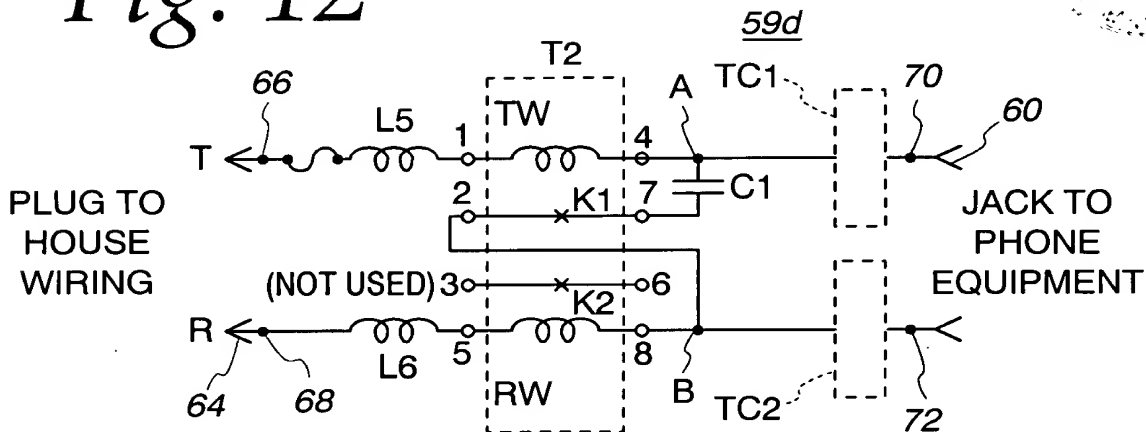 Fig. 12
59d
T2
TC1
70
60
66
A
L5
1
TW
4
T
PLUG TO
HOUSE
WIRING
2
K1
7
C1
JACK TO
PHONE
EQUIPMENT
(NOT USED) 3
K2
6
R
L6
5
8
RW
B
TC2
64
68
72